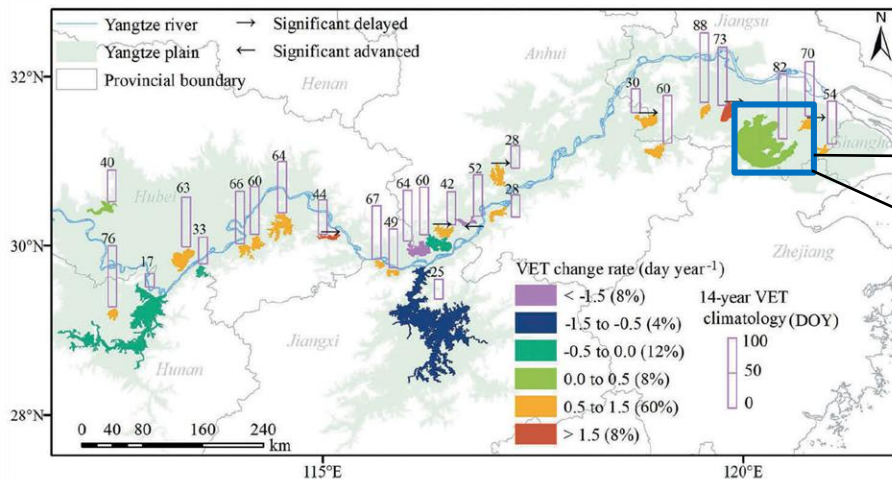 Yangtze river
Significant delayed
Yangtze plain
Significant advanced
Provincial boundary
N
Jiangsu
Anhui
Henan
Hubei
Shangha
Zhejiang
Jiangxi
Hunan
32°N
30°N
28°N
115°E
120°E
88
73
70
82
54
30
60
28
28
40
63
66
60
64
44
33
76
17
67
49
64
60
42
52
25
VET change rate (day year⁻¹)
< -1.5 (8%)
-1.5 to -0.5 (4%)
-0.5 to 0.0 (12%)
0.0 to 0.5 (8%)
0.5 to 1.5 (60%)
> 1.5 (8%)
14-year VET
climatology (DOY)
100
50
0
0 40 80 160 240
km